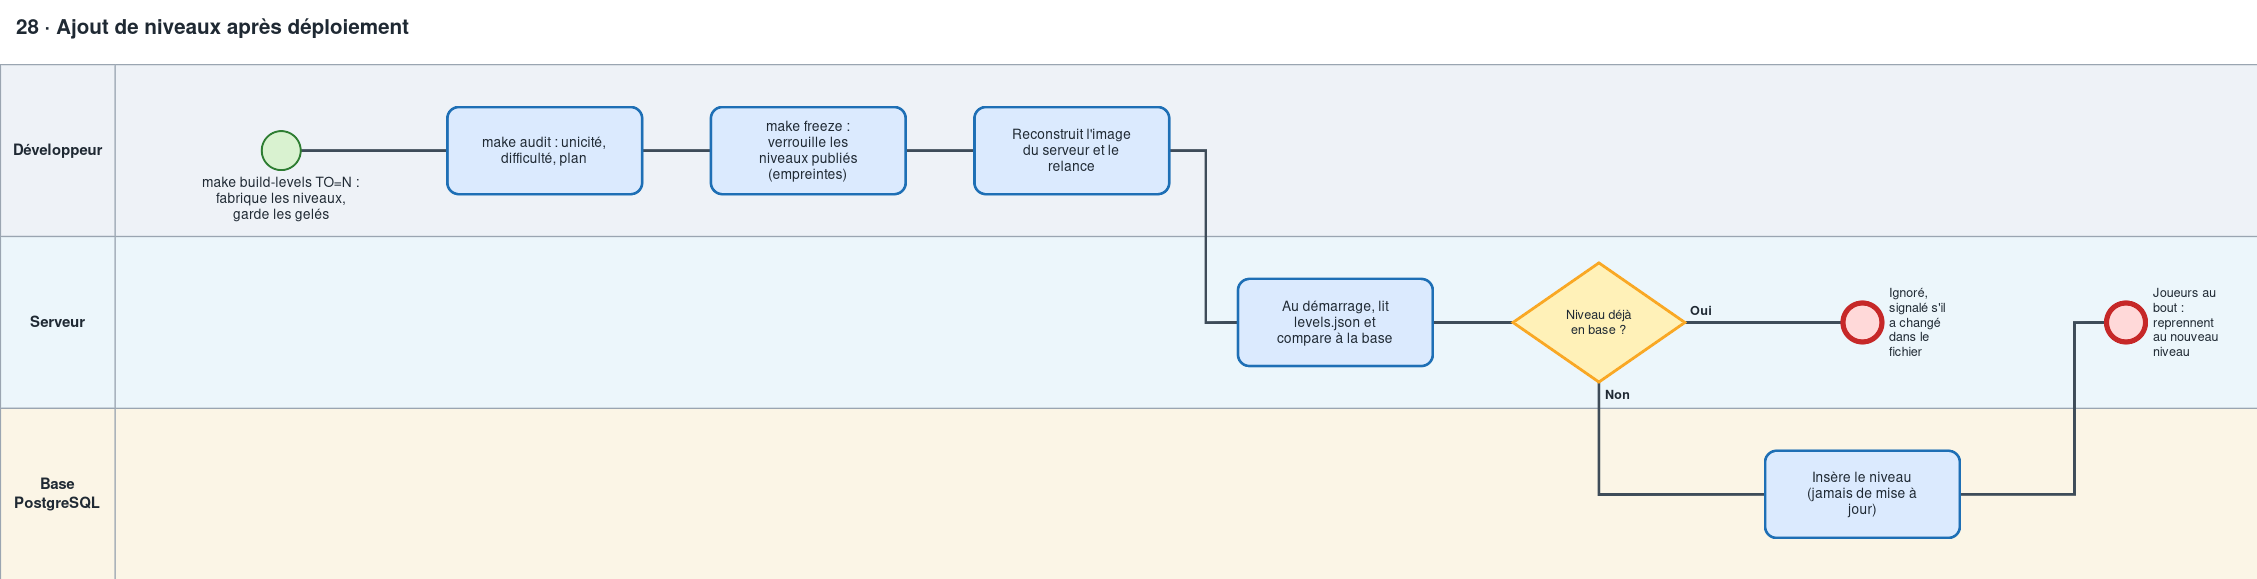 28 · Ajout de niveaux après déploiement
Développeur
make build-levels TO=N :
fabrique les niveaux,
garde les gelés
make audit : unicité,
difficulté, plan
make freeze :
verrouille les
niveaux publiés
(empreintes)
Reconstruit l'image
du serveur et le
relance
Serveur
Au démarrage, lit
levels.json et
compare à la base
Niveau déjà
en base ?
Oui
Ignoré,
signalé s'il
a changé
dans le
fichier
Joueurs au
bout :
reprennent
au nouveau
niveau
Non
Base
PostgreSQL
Insère le niveau
(jamais de mise à
jour)